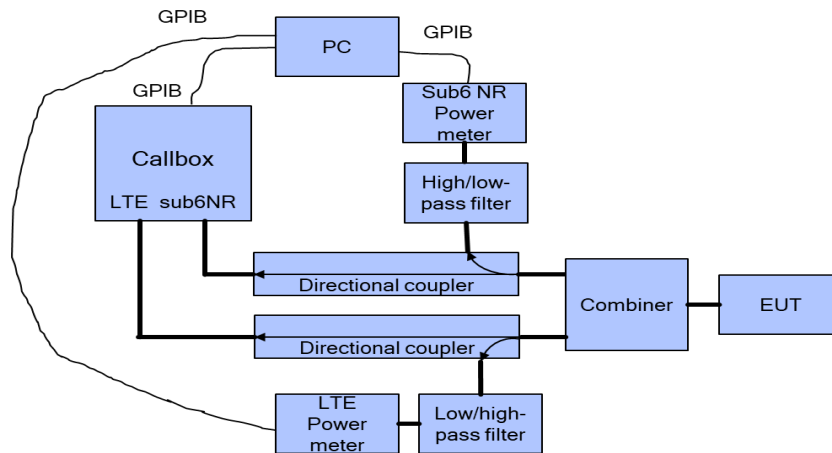 GPIB
PC
GPIB
Sub6 NR
Power
meter
Callbox
LTE sub6NR
High/low-
pass filter
Directional coupler
Combiner
EUT
Directional coupler
LTE
Power
meter
Low/high-
pass filter